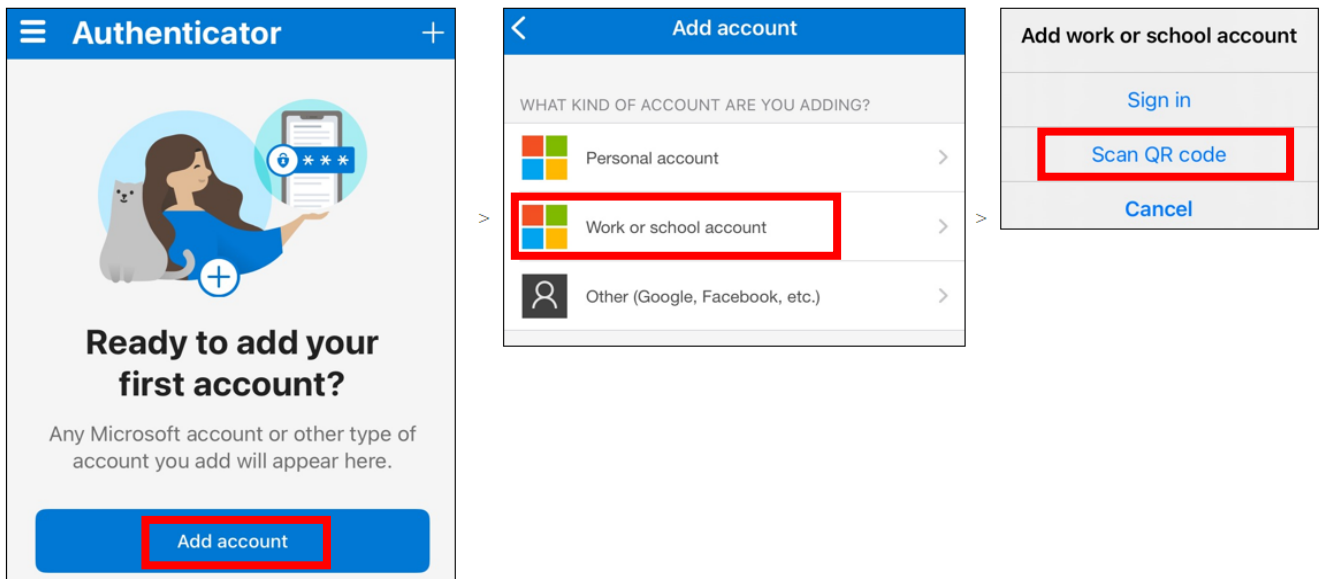 Authenticator
* * *
Ready to add your
first account?
Any Microsoft account or other type of
account you add will appear here.
Add account
>
Add account
WHAT KIND OF ACCOUNT ARE YOU ADDING?
Personal account
Work or school account
Other (Google, Facebook, etc.)
>
Add work or school account
Sign in
Scan QR code
Cancel